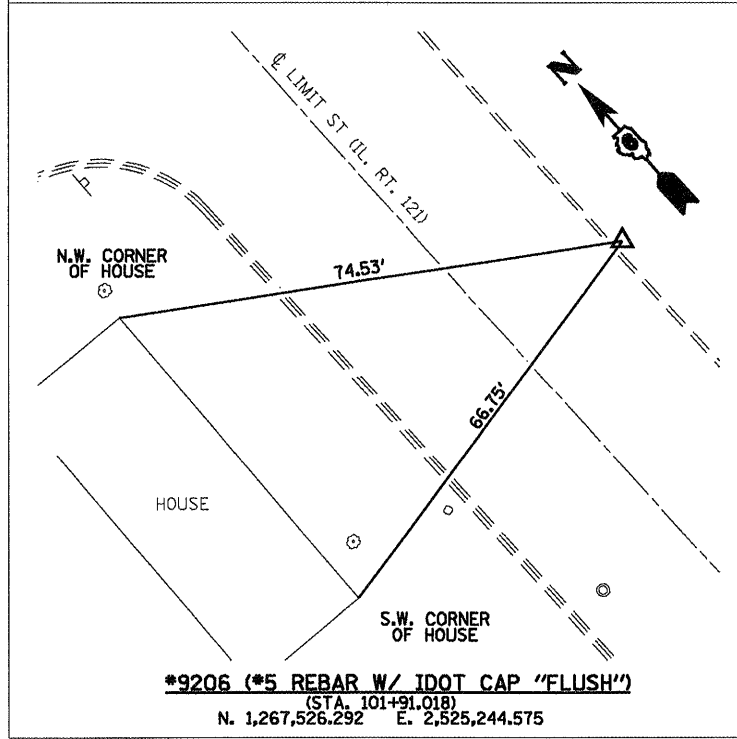 N
℄ LIMIT ST (IL. RT. 121)
N.W. CORNER
OF HOUSE
74.53'
66.75'
HOUSE
S.W. CORNER
OF HOUSE
#9206 (#5 REBAR W/ IDOT CAP "FLUSH")
(STA. 101+91.018)
N. 1,267,526.292 E. 2,525,244.575